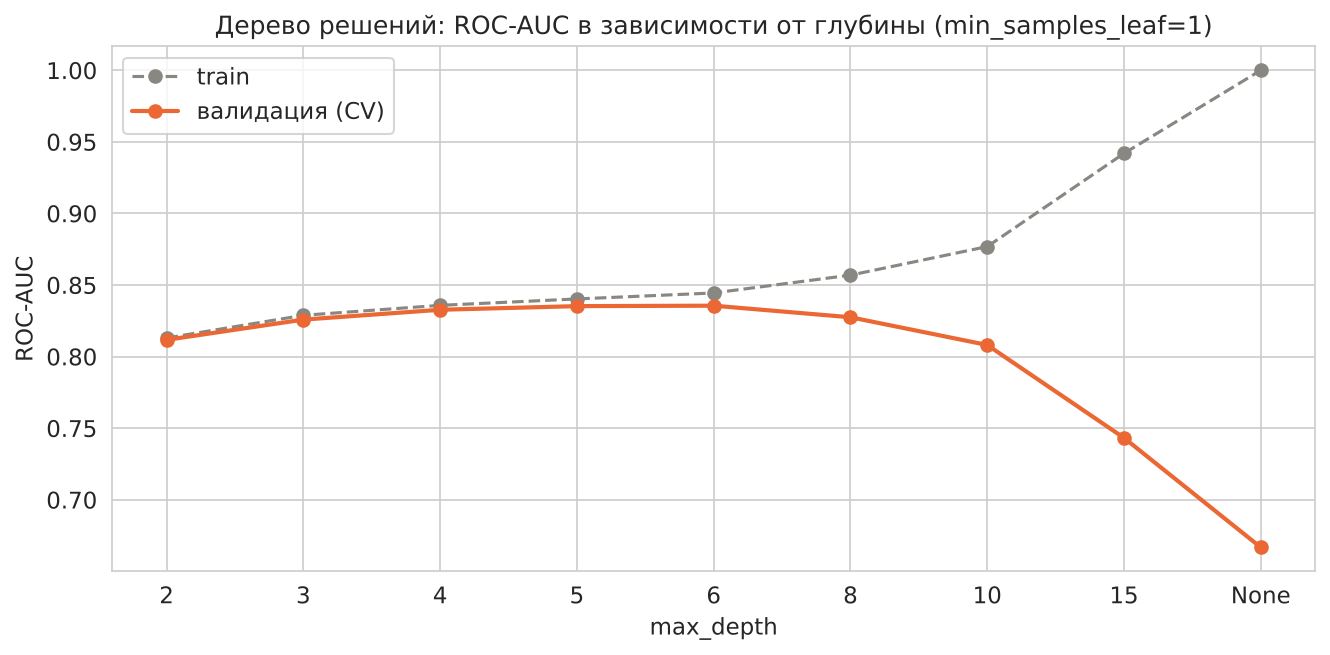 Дерево решений: ROC-AUC в зависимости от глубины (min_samples_leaf=1)
train
валидация (CV)
1.00
0.95
0.90
0.85
0.80
0.75
0.70
ROC-AUC
2 3 4 5 6 8 10 15 None
max_depth